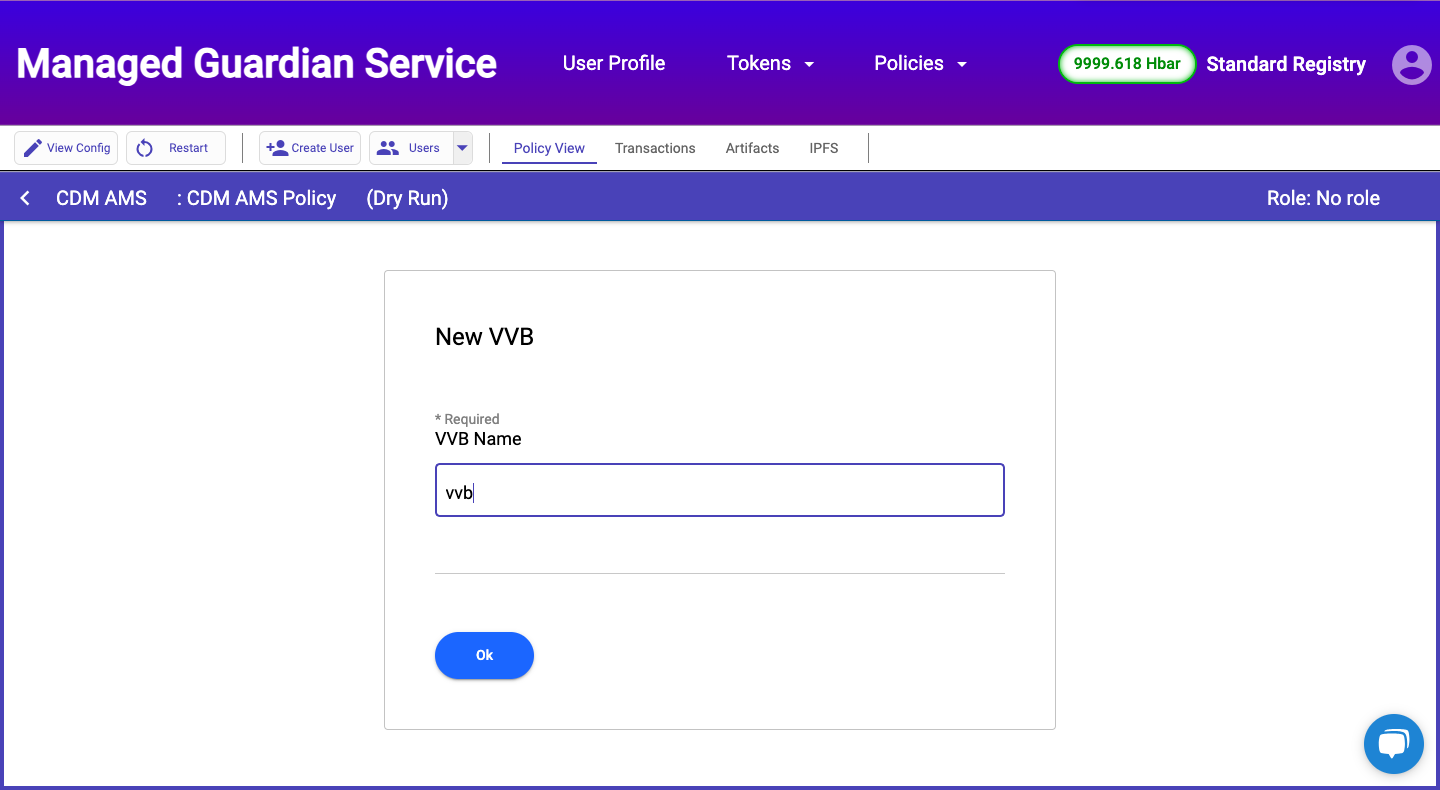 Managed Guardian Service User Profile Tokens Policies 9999.618 Hbar Standard Registry
View Config Restart Create User Users Policy View Transactions Artifacts IPFS
CDM AMS : CDM AMS Policy (Dry Run) Role: No role
New VVB
* Required
VVB Name
vvb
Ok